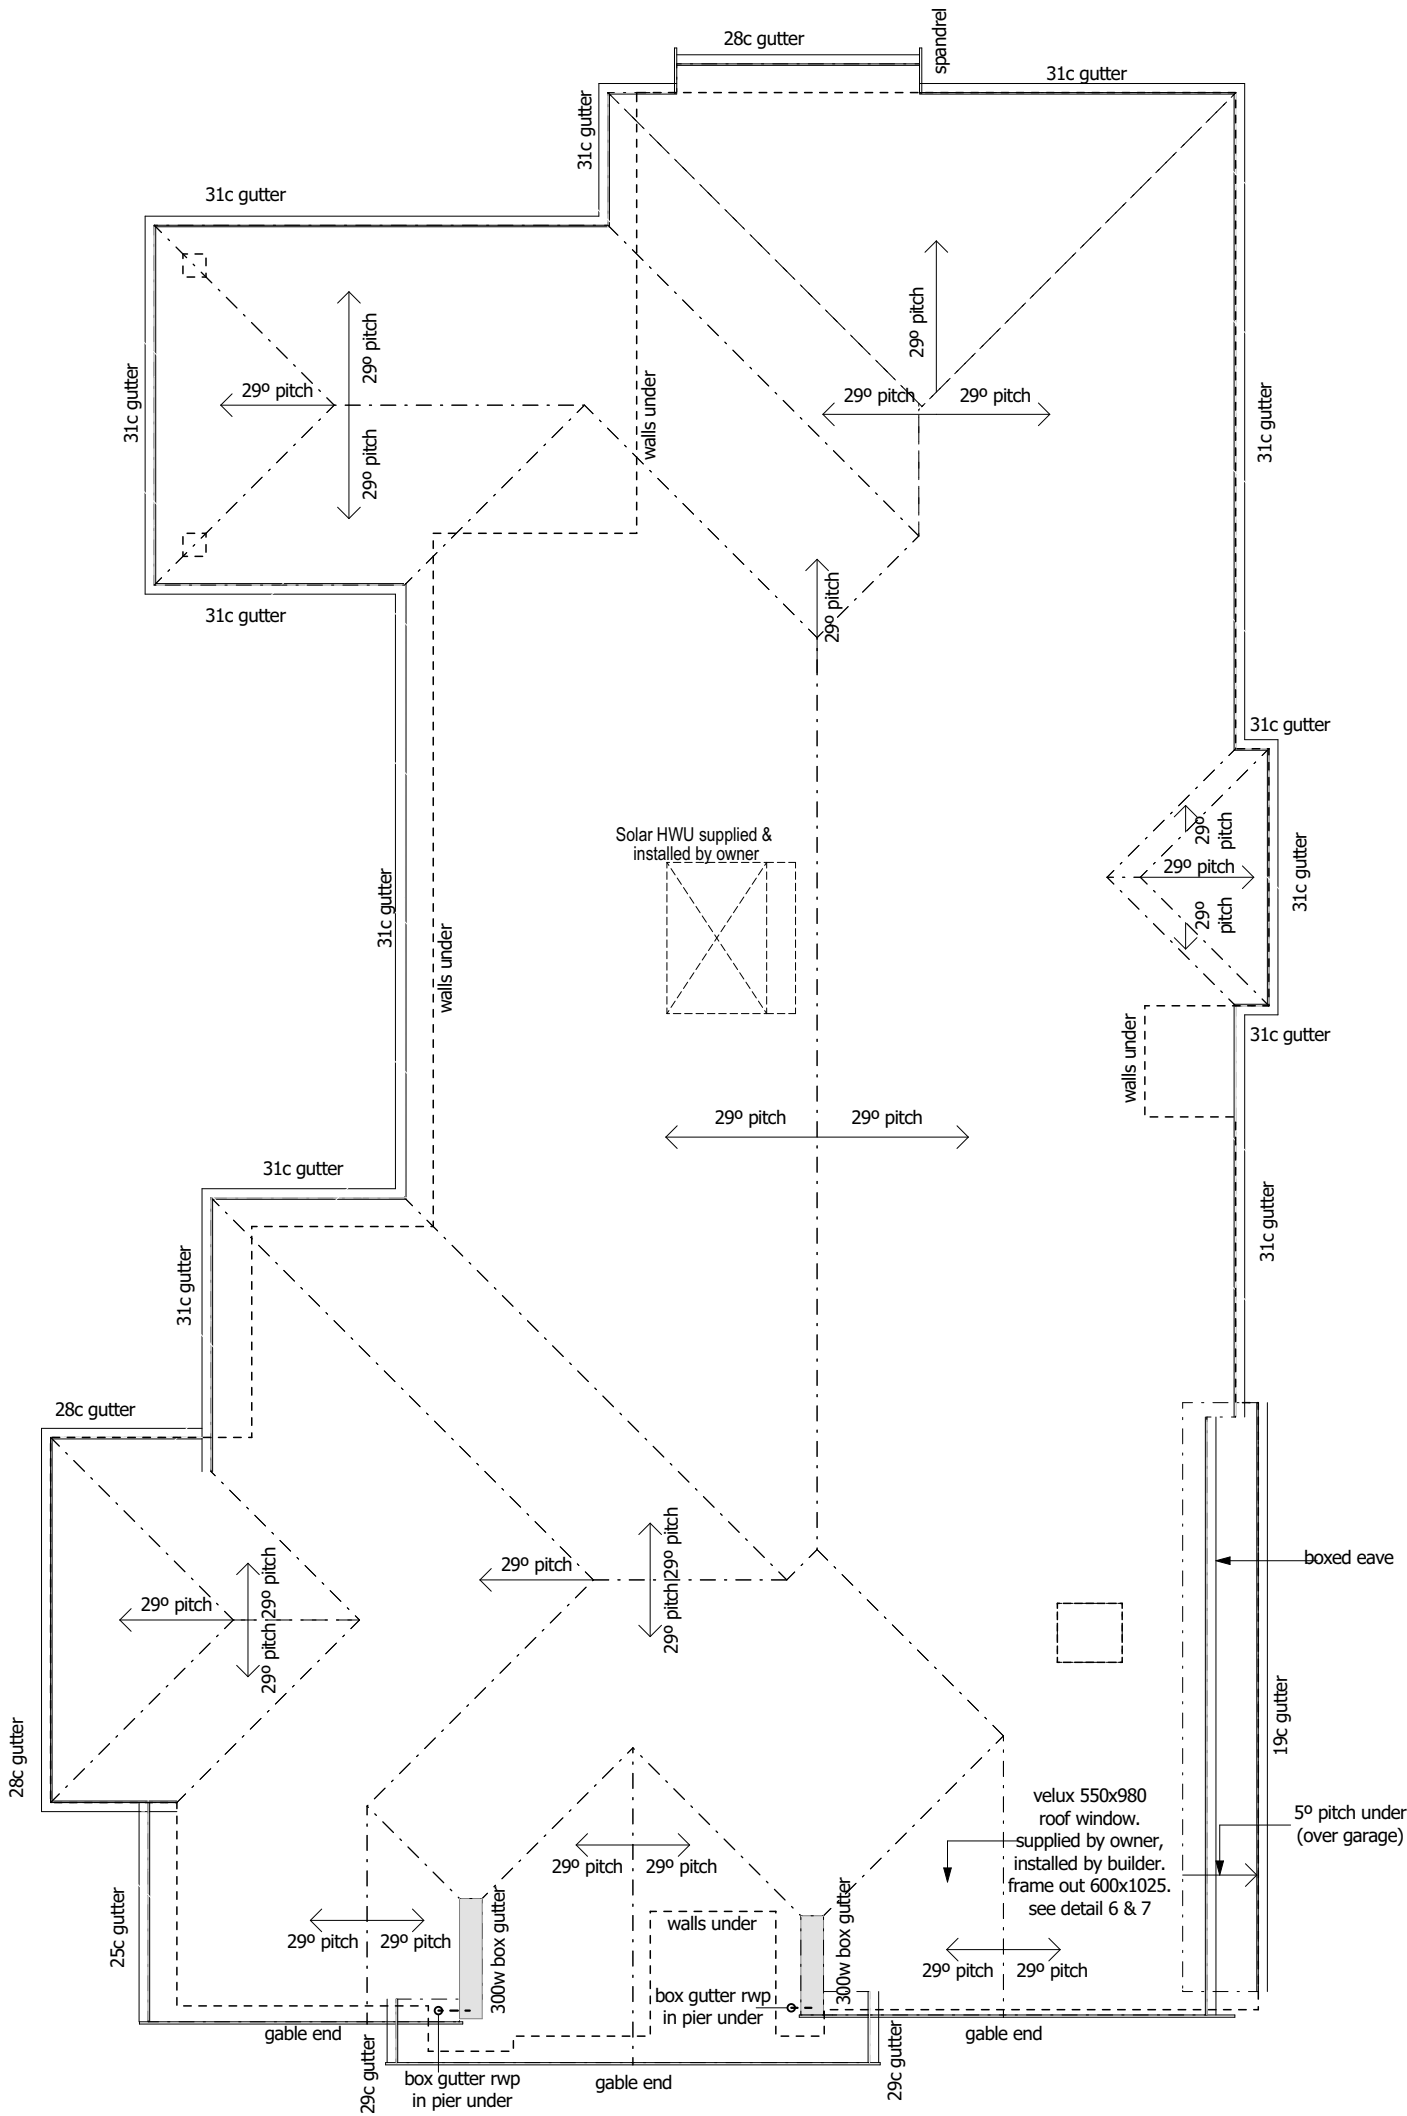 28c gutter
spandrel
31c gutter
31c gutter
31c gutter
29º pitch
29º pitch
29º pitch
29º pitch
29º pitch
29º pitch
31c gutter
29º pitch
walls under
31c gutter
29º pitch
31c gutter
31c gutter
Solar HWU supplied &
installed by owner
29º
pitch
29º pitch
29º
pitch
31c gutter
31c gutter
walls under
31c gutter
walls under
29º pitch
29º pitch
31c gutter
31c gutter
31c gutter
28c gutter
29º pitch
29º pitch
29º pitch
boxed eave
29º pitch
29º pitch
29º pitch
19c gutter
28c gutter
velux 550x980
roof window.
supplied by owner,
installed by builder.
frame out 600x1025.
see detail 6 & 7
5º pitch under
(over garage)
29º pitch
29º pitch
25c gutter
29º pitch
29º pitch
300w box gutter
walls under
300w box gutter
29º pitch
29º pitch
box gutter rwp
in pier under
gable end
gable end
29c gutter
29c gutter
box gutter rwp
in pier under
gable end